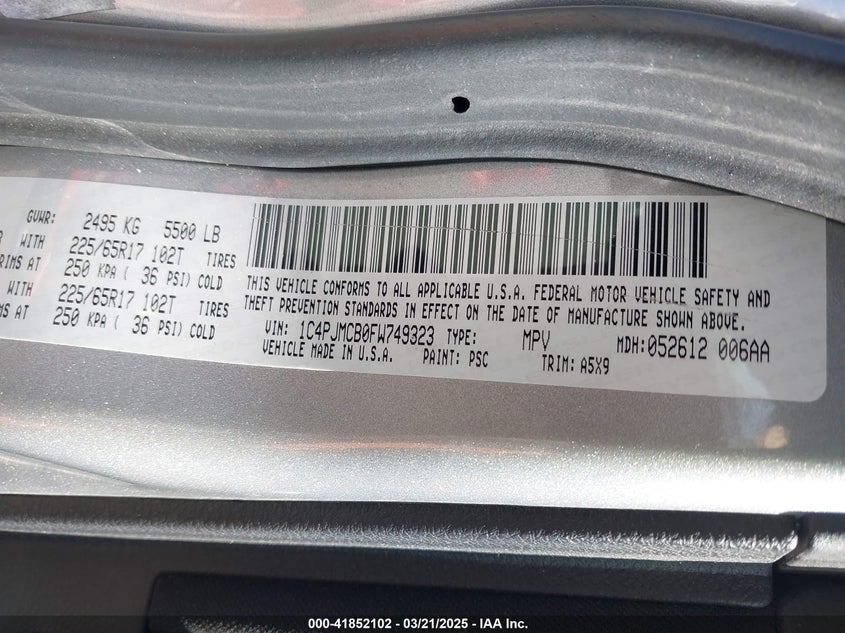 GVWR: 2495 KG 5500 LB
WITH 225/65R17 102T TIRES
RIMS AT 250 KPA ( 36 PSI) COLD
WITH 225/65R17 102T TIRES
AT 250 KPA ( 36 PSI) COLD
THIS VEHICLE CONFORMS TO ALL APPLICABLE U.S.A. FEDERAL MOTOR VEHICLE SAFETY AND
THEFT PREVENTION STANDARDS IN EFFECT ON THE DATE OF MANUFACTURE SHOWN ABOVE.
VIN: 1C4PJMCB0FW749323 TYPE: MPV MDH:052612 006AA
VEHICLE MADE IN U.S.A. PAINT: PSC TRIM: A5X9
000-41852102 - 03/21/2025 - IAA Inc.